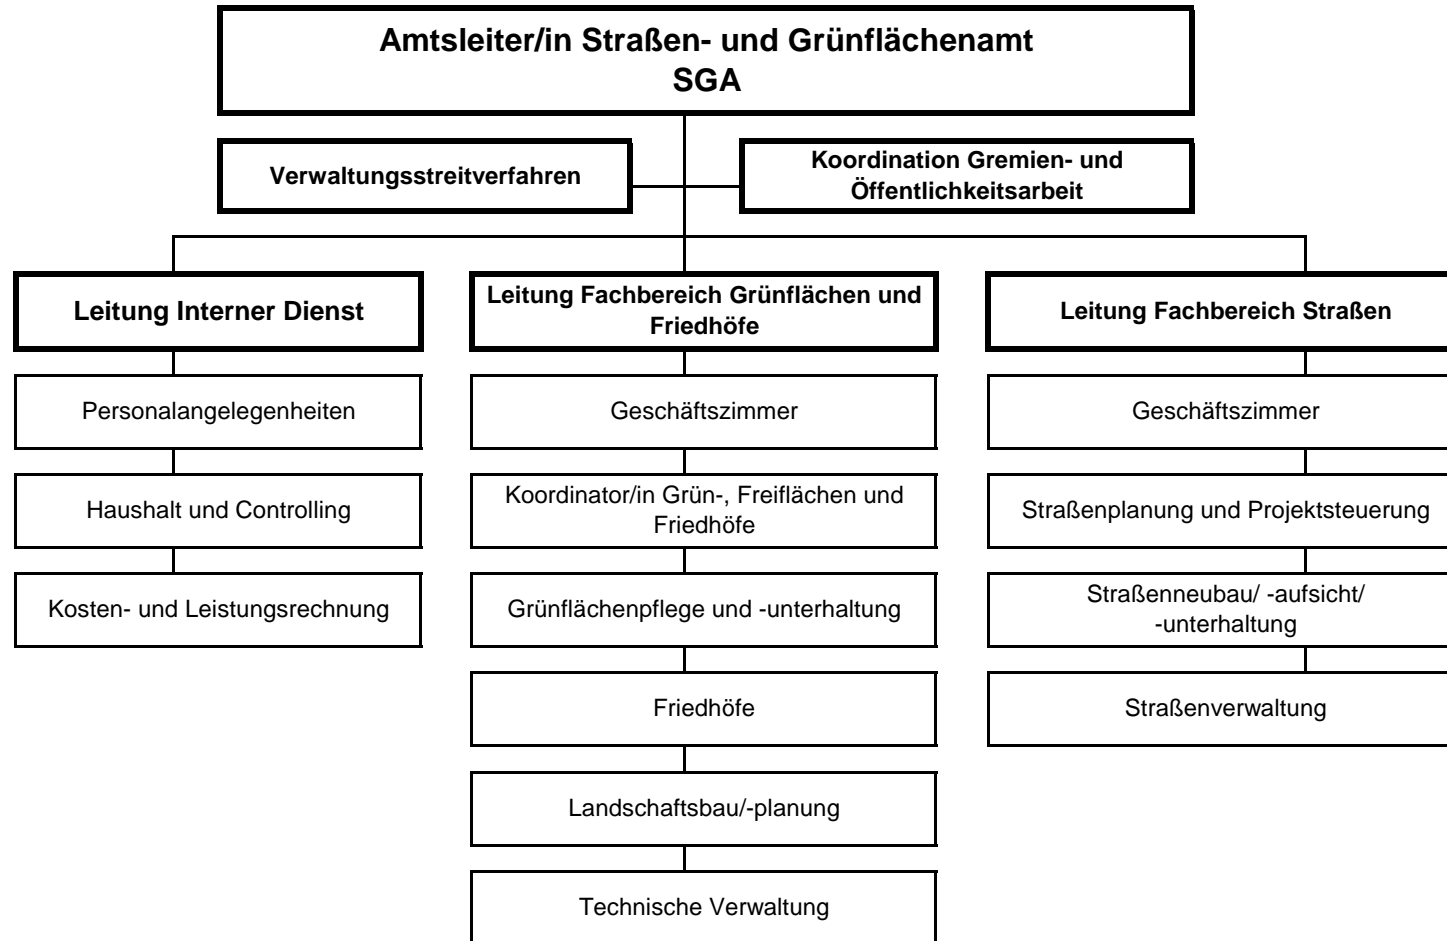 Amtsleiter/in Straßen- und Grünflächenamt
SGA
Verwaltungsstreitverfahren
Koordination Gremien- und
Öffentlichkeitsarbeit
Leitung Interner Dienst
Personalangelegenheiten
Haushalt und Controlling
Kosten- und Leistungsrechnung
Leitung Fachbereich Grünflächen und
Friedhöfe
Geschäftszimmer
Koordinator/in Grün-, Freiflächen und
Friedhöfe
Grünflächenpflege und -unterhaltung
Friedhöfe
Landschaftsbau/-planung
Technische Verwaltung
Leitung Fachbereich Straßen
Geschäftszimmer
Straßenplanung und Projektsteuerung
Straßenneubau/ -aufsicht/
-unterhaltung
Straßenverwaltung